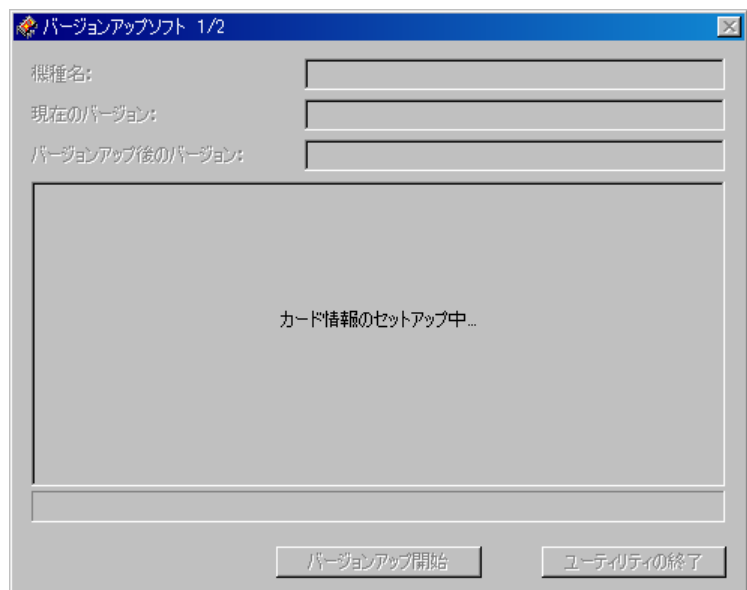 バージョンアップソフト 1/2
機種名:
現在のバージョン:
バージョンアップ後のバージョン:
カード情報のセットアップ中...
バージョンアップ開始
ユーティリティの終了